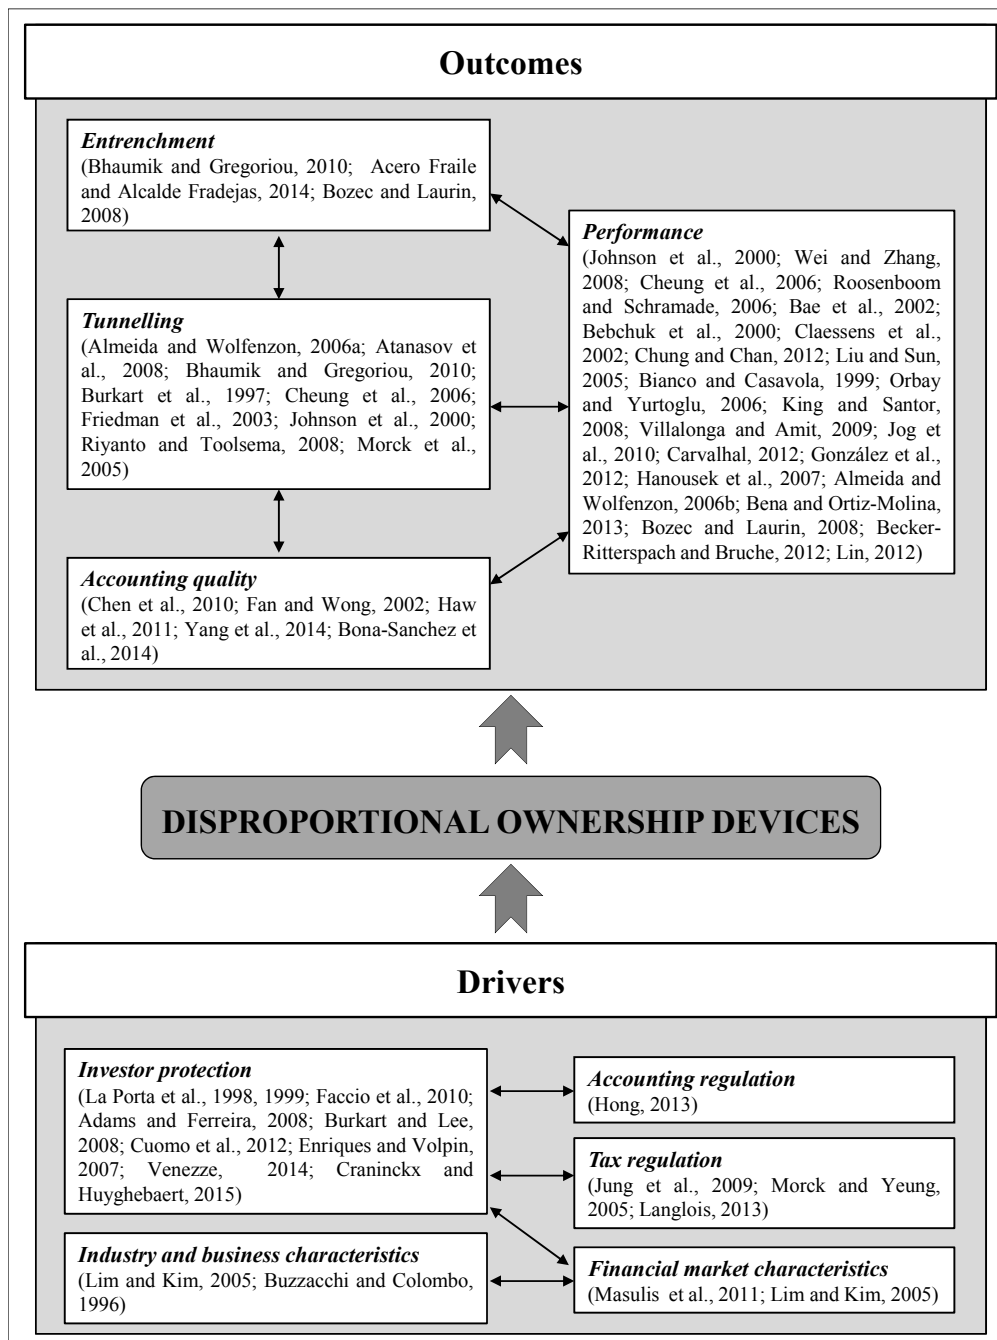 Outcomes
Entrenchment
(Bhaumik and Gregoriou, 2010; Acero Fraile
and Alcalde Fradejas, 2014; Bozec and Laurin,
2008)
Tunnelling
(Almeida and Wolfenzon, 2006a; Atanasov et
al., 2008; Bhaumik and Gregoriou, 2010;
Burkart et al., 1997; Cheung et al., 2006;
Friedman et al., 2003; Johnson et al., 2000;
Riyanto and Toolsema, 2008; Morck et al.,
2005)
Accounting quality
(Chen et al., 2010; Fan and Wong, 2002; Haw
et al., 2011; Yang et al., 2014; Bona-Sanchez et
al., 2014)
Performance
(Johnson et al., 2000; Wei and Zhang,
2008; Cheung et al., 2006; Roosenboom
and Schramade, 2006; Bae et al., 2002;
Bebchuk et al., 2000; Claessens et al.,
2002; Chung and Chan, 2012; Liu and Sun,
2005; Bianco and Casavola, 1999; Orbay
and Yurtoglu, 2006; King and Santor,
2008; Villalonga and Amit, 2009; Jog et
al., 2010; Carvalhal, 2012; González et al.,
2012; Hanousek et al., 2007; Almeida and
Wolfenzon, 2006b; Bena and Ortiz-Molina,
2013; Bozec and Laurin, 2008; Becker-
Ritterspach and Bruche, 2012; Lin, 2012)
DISPROPORTIONAL OWNERSHIP DEVICES
Drivers
Investor protection
(La Porta et al., 1998, 1999; Faccio et al., 2010;
Adams and Ferreira, 2008; Burkart and Lee,
2008; Cuomo et al., 2012; Enriques and Volpin,
2007; Venezze, 2014; Craninckx and
Huyghebaert, 2015)
Industry and business characteristics
(Lim and Kim, 2005; Buzzacchi and Colombo,
1996)
Accounting regulation
(Hong, 2013)
Tax regulation
(Jung et al., 2009; Morck and Yeung,
2005; Langlois, 2013)
Financial market characteristics
(Masulis et al., 2011; Lim and Kim, 2005)